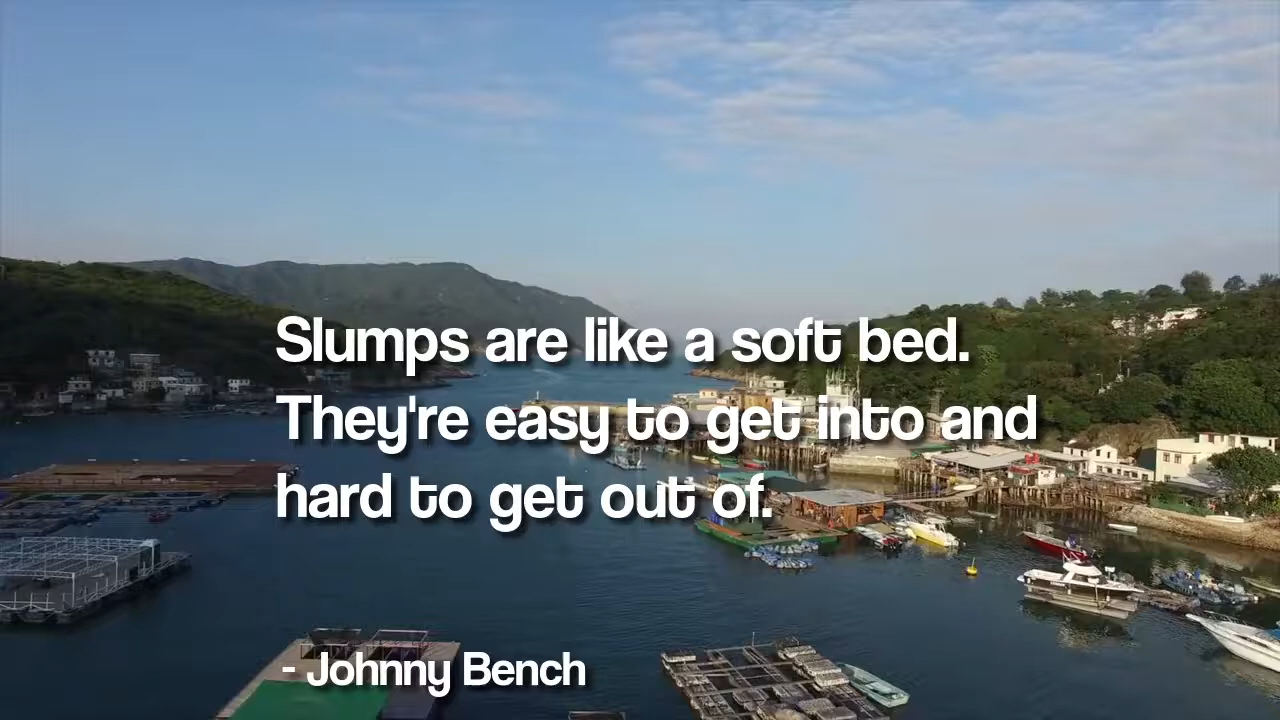 Slumps are like a soft bed.
They're easy to get into and
hard to get out of.
- Johnny Bench